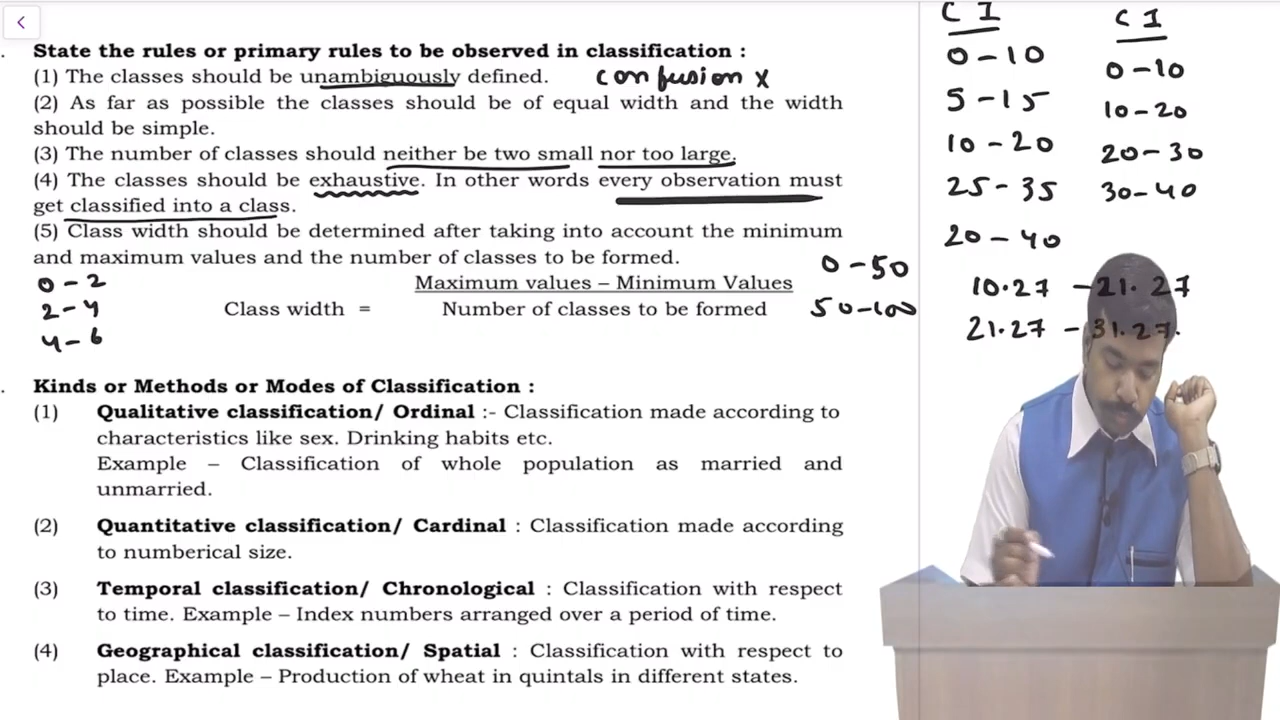 . State the rules or primary rules to be observed in classification :
(1) The classes should be unambiguously defined. confusion x
(2) As far as possible the classes should be of equal width and the width
should be simple.
(3) The number of classes should neither be two small nor too large.
(4) The classes should be exhaustive. In other words every observation must
get classified into a class.
(5) Class width should be determined after taking into account the minimum
and maximum values and the number of classes to be formed.
Maximum values – Minimum Values
Class width =
Number of classes to be formed
0 – 2
2 – 4
4 – 6
0 – 50
50 – 100
. Kinds or Methods or Modes of Classification :
(1) Qualitative classification/ Ordinal :- Classification made according to
characteristics like sex. Drinking habits etc.
Example – Classification of whole population as married and
unmarried.
(2) Quantitative classification/ Cardinal : Classification made according
to numberical size.
(3) Temporal classification/ Chronological : Classification with respect
to time. Example – Index numbers arranged over a period of time.
(4) Geographical classification/ Spatial : Classification with respect to
place. Example – Production of wheat in quintals in different states.
C I
0 – 10
5 – 15
10 – 20
25 – 35
20 – 40
C I
0 – 10
10 – 20
20 – 30
30 – 40
10.27 – 21.27
21.27 – 31.27.